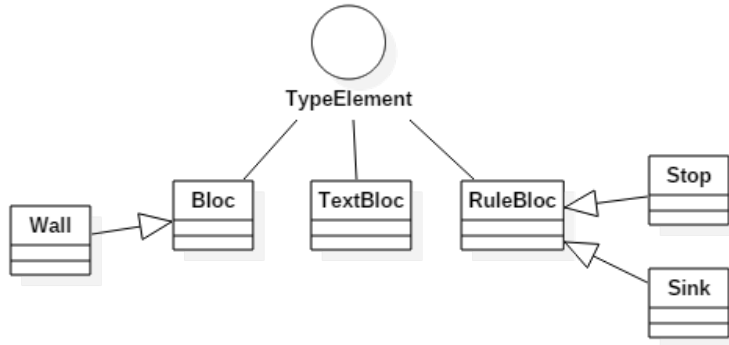 TypeElement
Bloc
TextBloc
RuleBloc
Stop
Wall
Sink